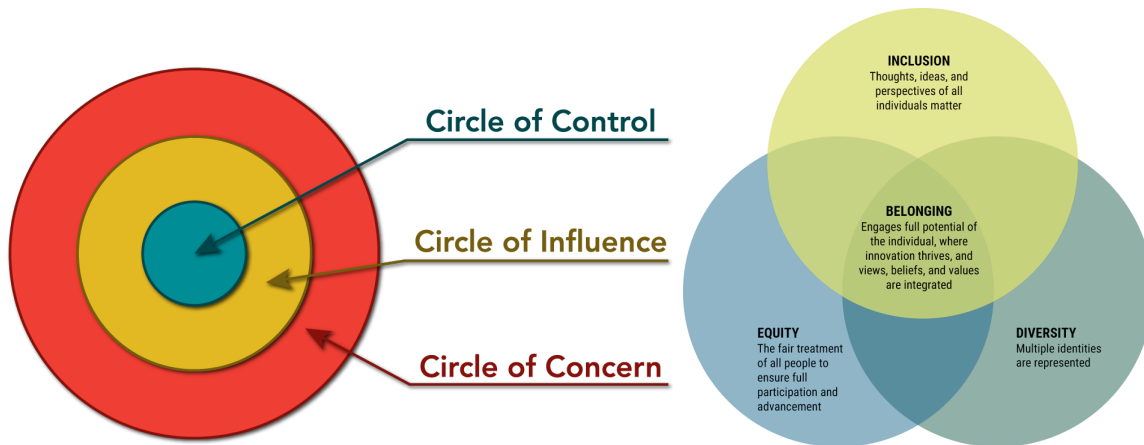 Circle of Control
Circle of Influence
Circle of Concern
INCLUSION
Thoughts, ideas, and
perspectives of all
individuals matter
BELONGING
Engages full potential of
the individual, where
innovation thrives, and
views, beliefs, and values
are integrated
EQUITY
The fair treatment
of all people to
ensure full
participation and
advancement
DIVERSITY
Multiple identities
are represented